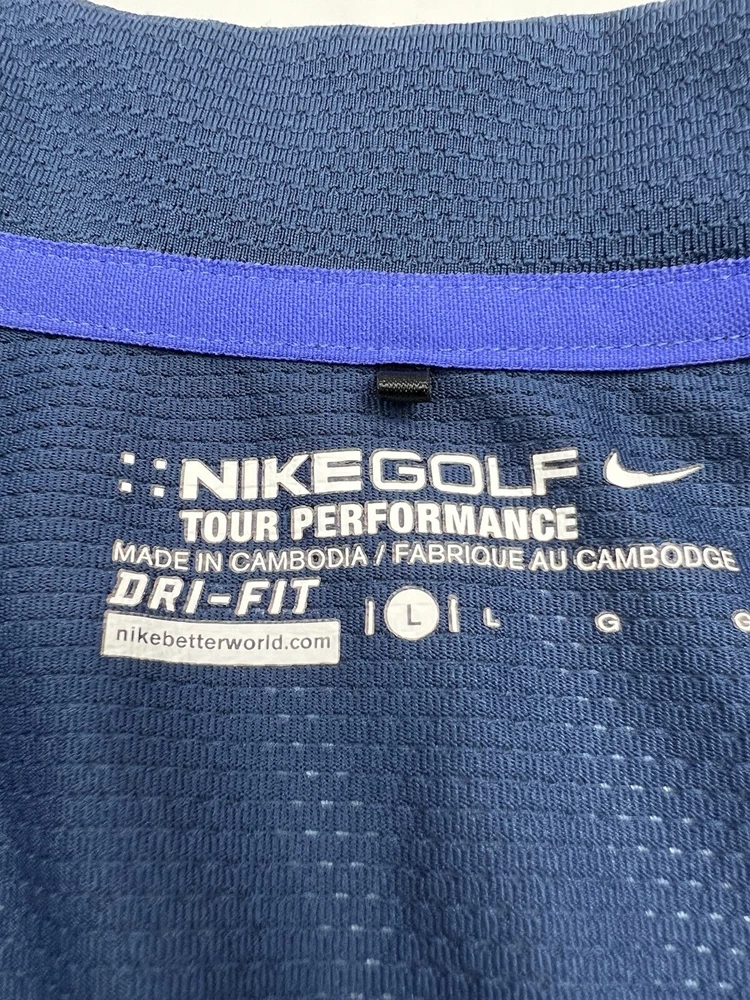 NIKEGOLF
TOUR PERFORMANCE
MADE IN CAMBODIA / FABRIQUE AU CAMBODGE
DRI-FIT
L L G G
nikebetterworld.com